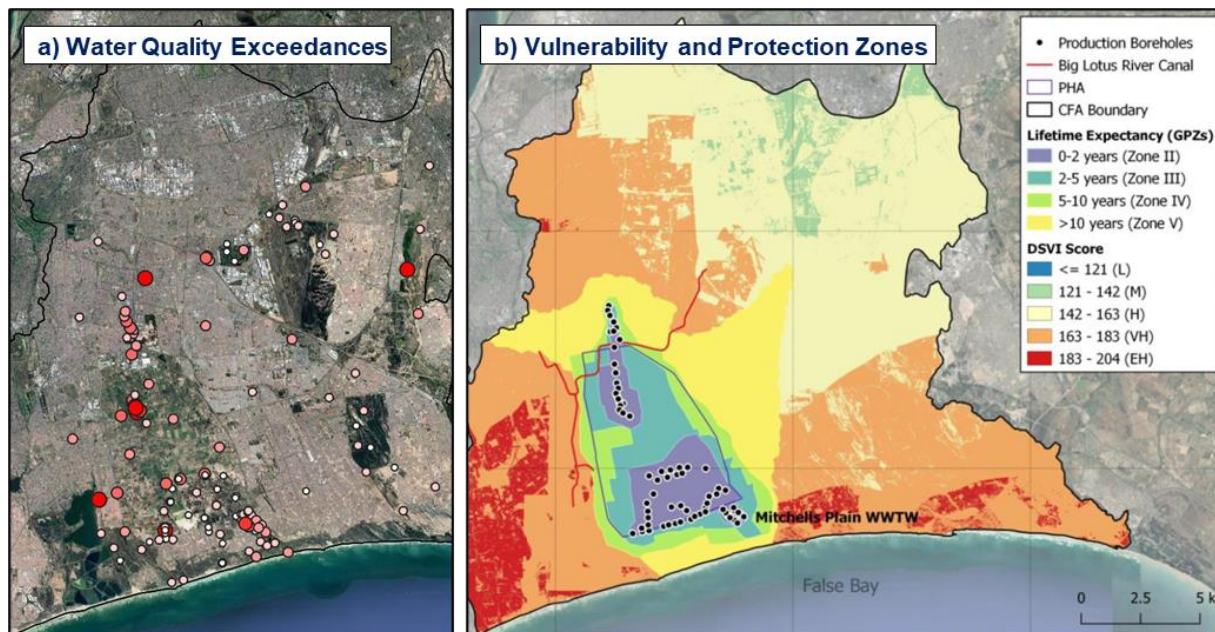 a) Water Quality Exceedances
b) Vulnerability and Protection Zones
Production Boreholes
Big Lotus River Canal
PHA
CFA Boundary
Lifetime Expectancy (GPZs)
0-2 years (Zone II)
2-5 years (Zone III)
5-10 years (Zone IV)
>10 years (Zone V)
DSVI Score
<= 121 (L)
121 - 142 (M)
142 - 163 (H)
163 - 183 (VH)
183 - 204 (EH)
Mitchells Plain WWTW
False Bay
0 2.5 5 k